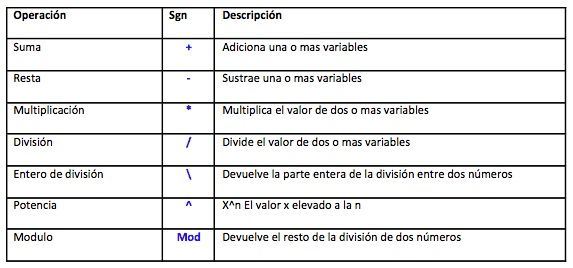 Operación Sgn Descripción
Suma + Adiciona una o mas variables
Resta - Sustrae una o mas variables
Multiplicación * Multiplica el valor de dos o mas variables
División / Divide el valor de dos o mas variables
Entero de división \ Devuelve la parte entera de la división entre dos números
Potencia ^ X^n El valor x elevado a la n
Modulo Mod Devuelve el resto de la división de dos números